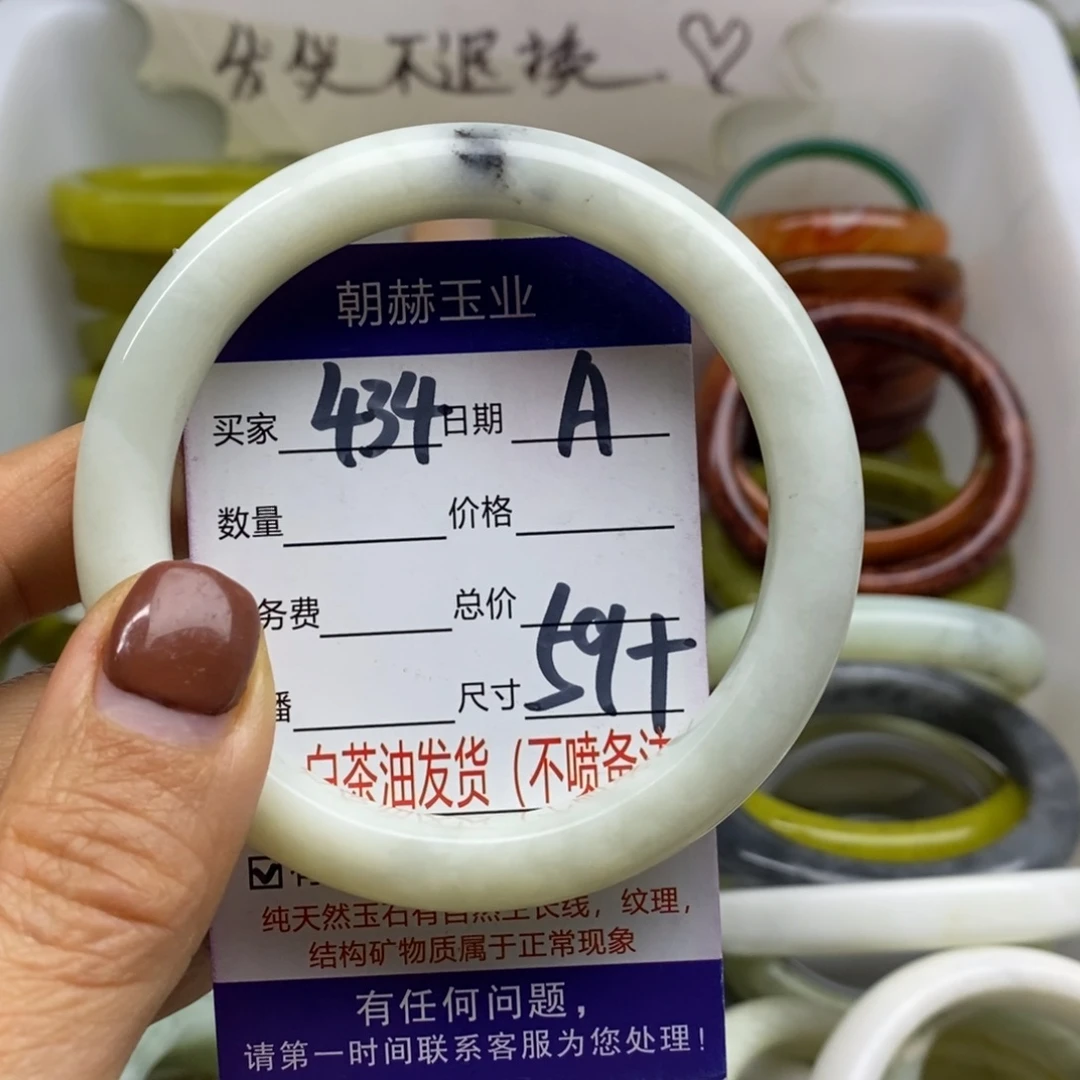 不退换
朝赫玉业
买家 434 日期 A
数量 价格
务费 总价
播 尺寸 59+
白茶油发货(不喷备注
纯天然玉石有自然生长线,纹理,
结构矿物质属于正常现象
有任何问题,
请第一时间联系客服为您处理!